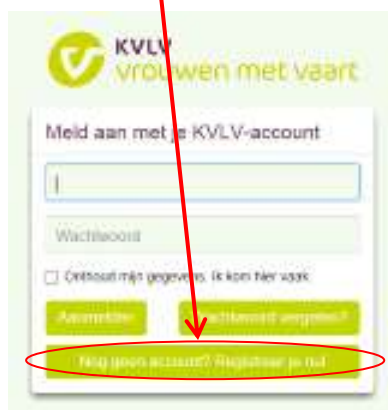 KVLV
vrouwen met vaart
Meld aan met je KVLV-account
Wachtwoord
Onthoud mijn gegevens. Ik kom hier vaak.
Aanmelden
Wachtwoord vergeten?
Nog geen account? Registreer je nu!